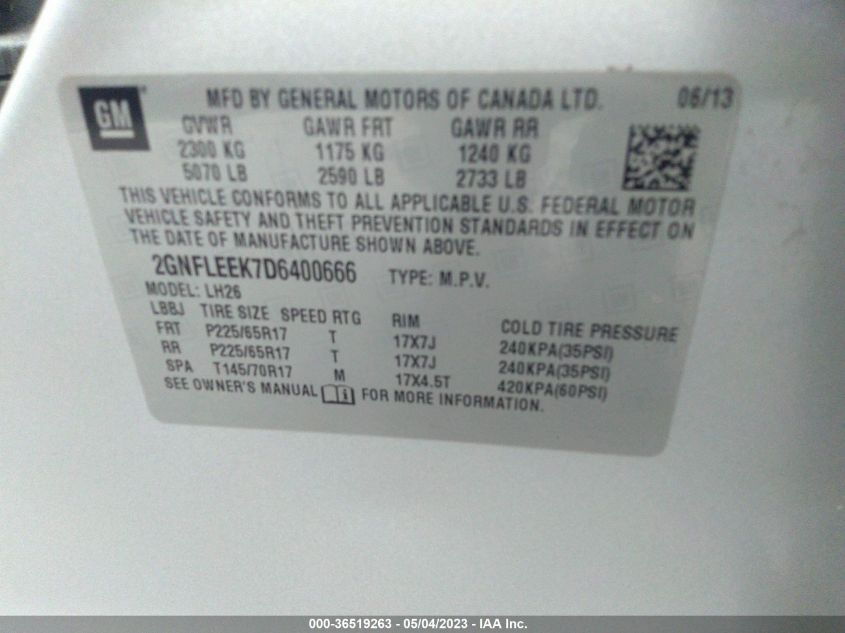 GM ® MFD BY GENERAL MOTORS OF CANADA LTD. 06/13
GVWR GAWR FRT GAWR RR
2300 KG 1175 KG 1240 KG
5070 LB 2590 LB 2733 LB
THIS VEHICLE CONFORMS TO ALL APPLICABLE U.S. FEDERAL MOTOR
VEHICLE SAFETY AND THEFT PREVENTION STANDARDS IN EFFECT ON
THE DATE OF MANUFACTURE SHOWN ABOVE.
2GNFLEEK7D6400666 TYPE: M.P.V.
MODEL: LH26
LBBJ TIRE SIZE SPEED RTG RIM COLD TIRE PRESSURE
FRT P225/65R17 T 17X7J 240KPA(35PSI)
RR P225/65R17 T 17X7J 240KPA(35PSI)
SPA T145/70R17 M 17X4.5T 420KPA(60PSI)
SEE OWNER'S MANUAL FOR MORE INFORMATION.
000-36519263 - 05/04/2023 - IAA Inc.